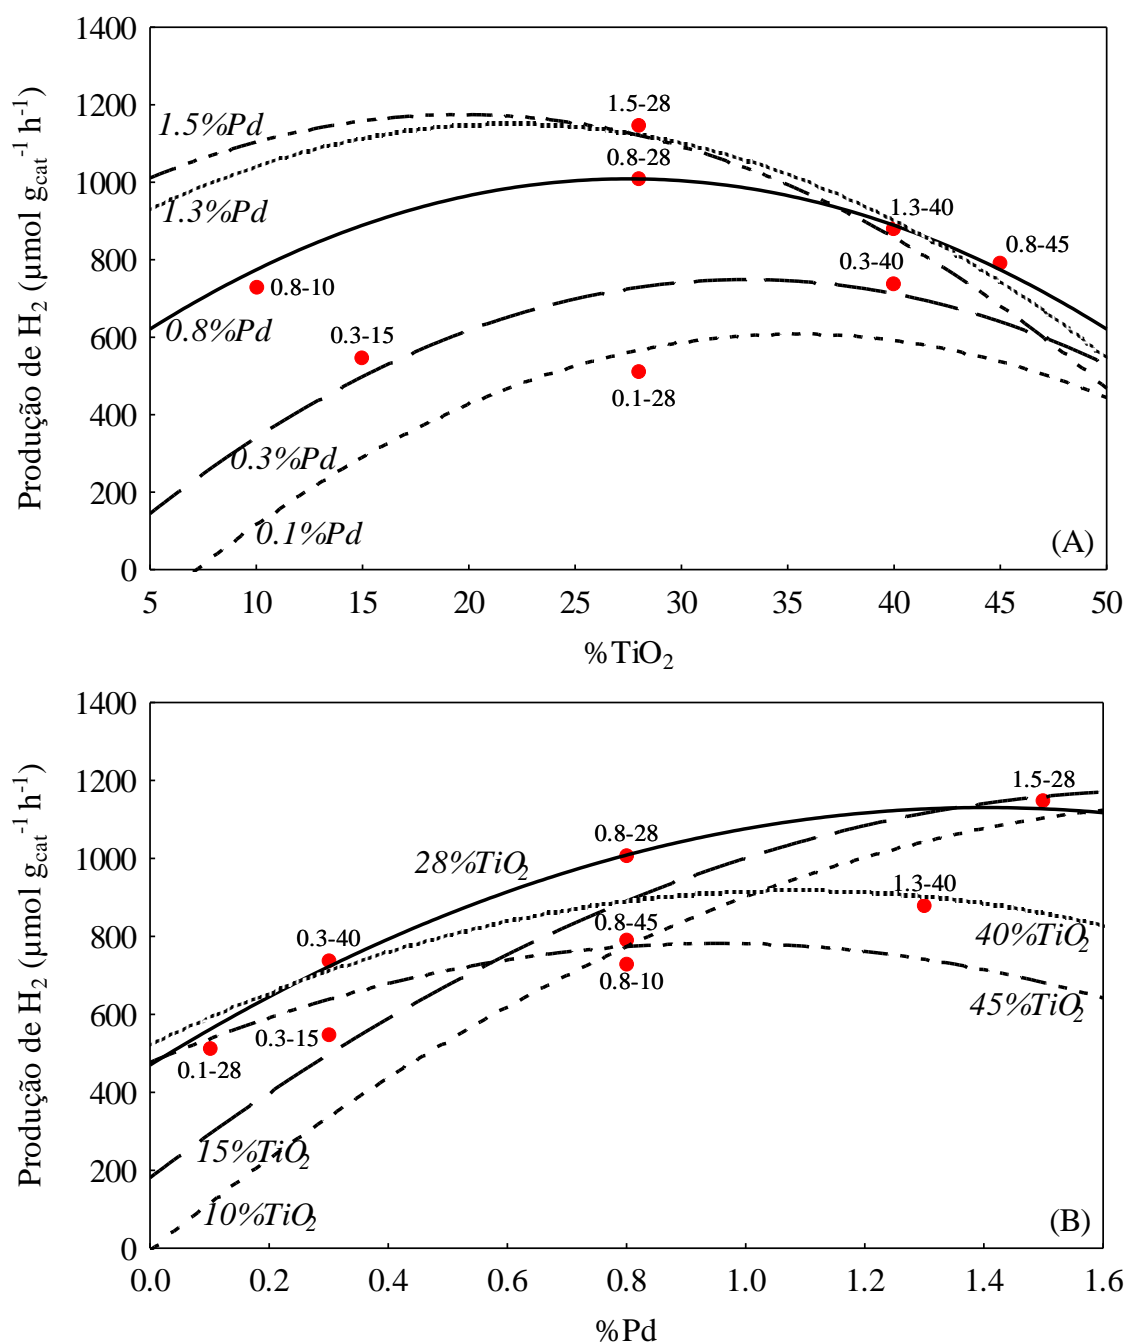 1400
1200
1000
800
600
400
200
0
Produção de H2 (µmol gcat-1 h-1)
1.5%Pd
1.3%Pd
0.8%Pd
0.3%Pd
0.1%Pd
1.5-28
0.8-28
1.3-40
0.8-45
0.3-40
0.8-10
0.3-15
0.1-28
(A)
5 10 15 20 25 30 35 40 45 50
%TiO2
1400
1200
1000
800
600
400
200
0
Produção de H2 (µmol gcat-1 h-1)
1.5-28
0.8-28
28%TiO2
1.3-40
0.3-40
0.8-45
40%TiO2
0.8-10
45%TiO2
0.3-15
0.1-28
15%TiO2
10%TiO2
(B)
0.0 0.2 0.4 0.6 0.8 1.0 1.2 1.4 1.6
%Pd